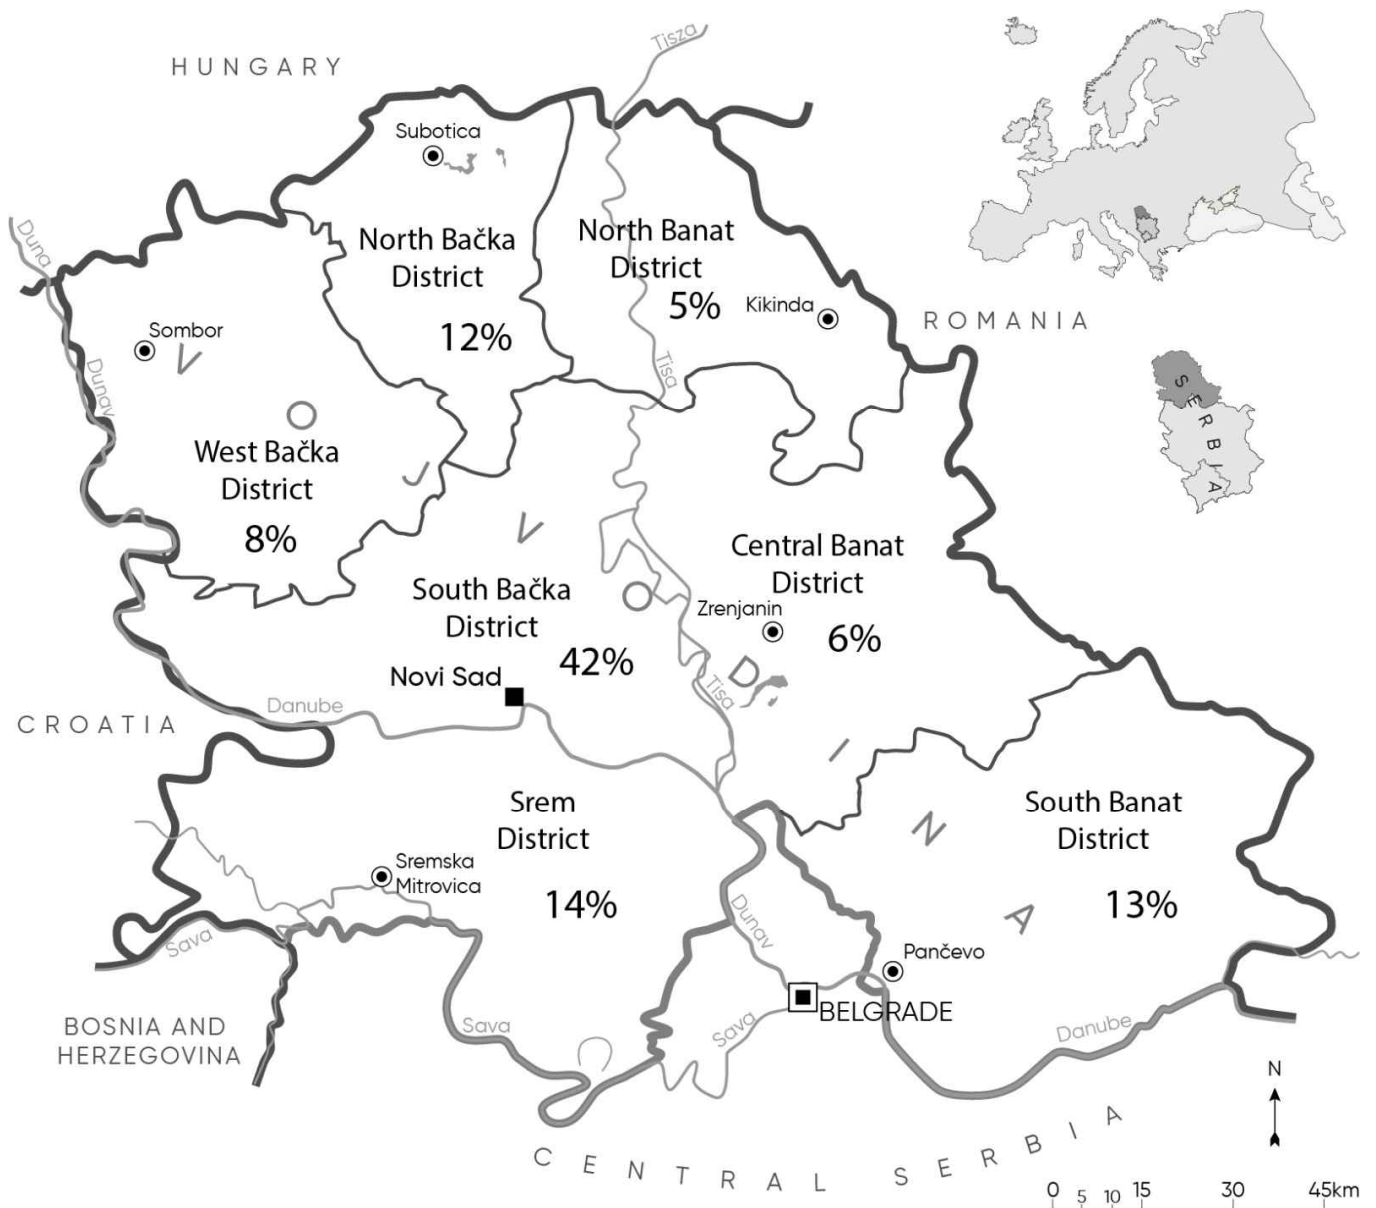 HUNGARY
Tisza
Subotica
North Bačka
District
12%
North Banat
District
5%
Kikinda
ROMANIA
Duna
Sombor
Dunav
Tisa
SERBIA
West Bačka
District
8%
VOJVODINA
Central Banat
District
Zrenjanin
6%
South Bačka
District
42%
Novi Sad
Tisa
Danube
CROATIA
Srem
District
14%
South Banat
District
13%
Sremska
Mitrovica
Sava
Dunav
Pančevo
BELGRADE
BOSNIA AND
HERZEGOVINA
Sava
Sava
Danube
CENTRAL SERBIA
N
0 5 10 15 30 45km